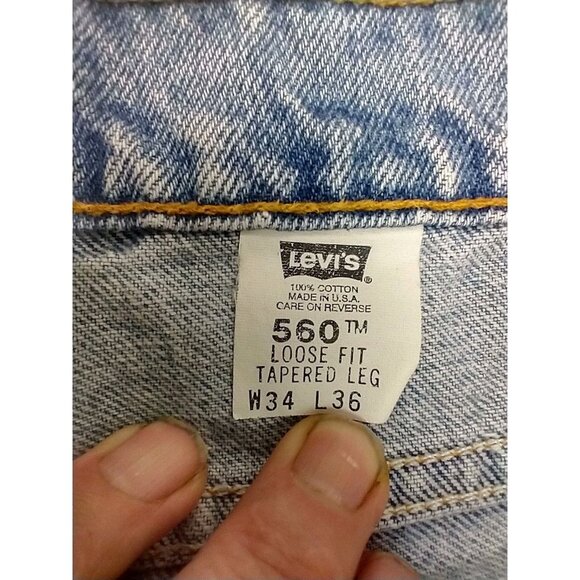 Levi's ®
100% COTTON
MADE IN U.S.A.
CARE ON REVERSE
560™
LOOSE FIT
TAPERED LEG
W34 L36